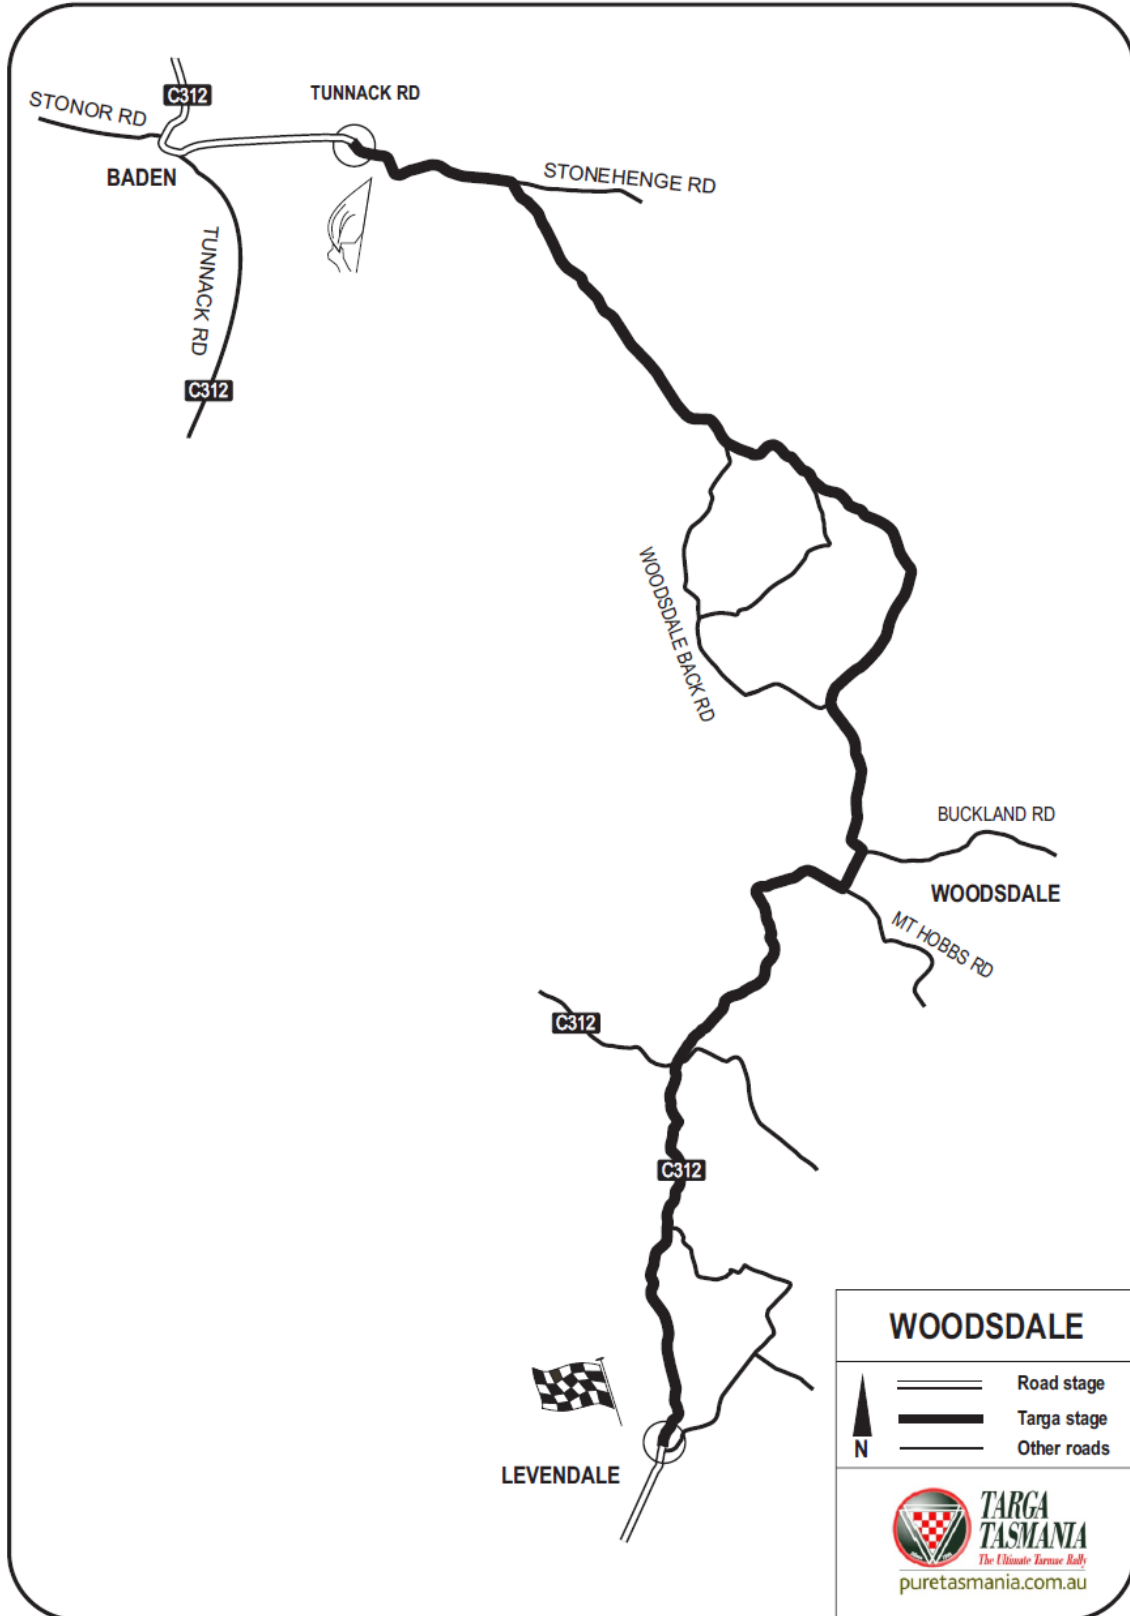 C312
TUNNACK RD
STONOR RD
BADEN
STONEHENGE RD
TUNNACK RD
C312
WOODSDALE BACK RD
BUCKLAND RD
WOODSDALE
MT HOBBS RD
C312
C312
LEVENDALE
WOODSDALE
Road stage
Targa stage
N
Other roads
TARGA
TASMANIA
The Ultimate Tarmac Rally
puretasmania.com.au